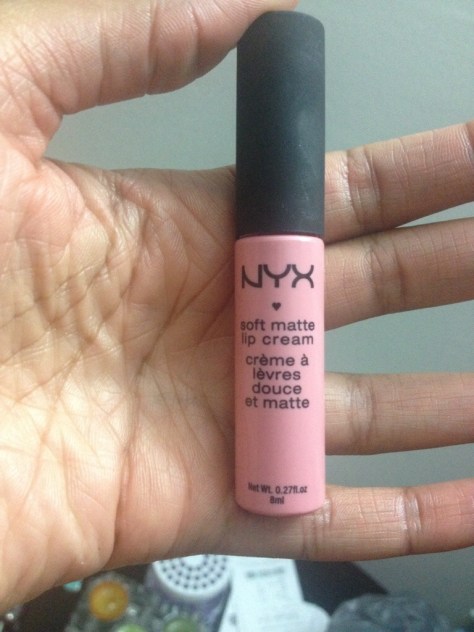 NYX
soft matte
lip cream
crème à
lèvres
douce
et matte
Net Wt. 0.27fl.oz
8ml